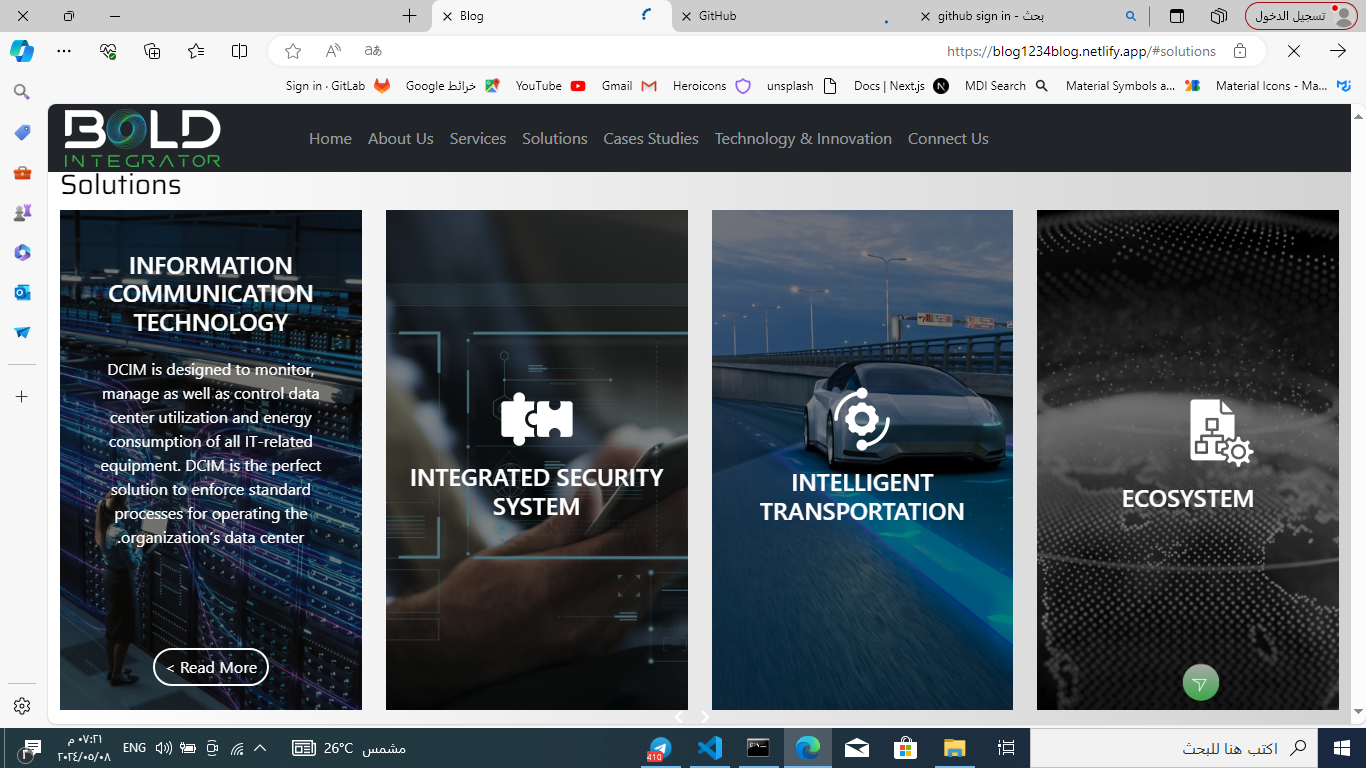 Blog
GitHub
github sign in - بحث
تسجيل الدخول
https://blog1234blog.netlify.app/#solutions
Sign in · GitLab
خرائط Google
YouTube
Gmail
Heroicons
unsplash
Docs | Next.js
MDI Search
Material Symbols a...
Material Icons - Ma...
BOLD
INTEGRATOR
Home
About Us
Services
Solutions
Cases Studies
Technology & Innovation
Connect Us
Solutions
INFORMATION
COMMUNICATION
TECHNOLOGY
DCIM is designed to monitor,
manage as well as control data
center utilization and energy
consumption of all IT-related
equipment. DCIM is the perfect
solution to enforce standard
processes for operating the
.organization's data center
> Read More
INTEGRATED SECURITY
SYSTEM
INTELLIGENT
TRANSPORTATION
ECOSYSTEM
٠٧:٢١ م
٢٠٢٤/٠٥/٠٨
ENG
26°C مشمس
410
اكتب هنا للبحث